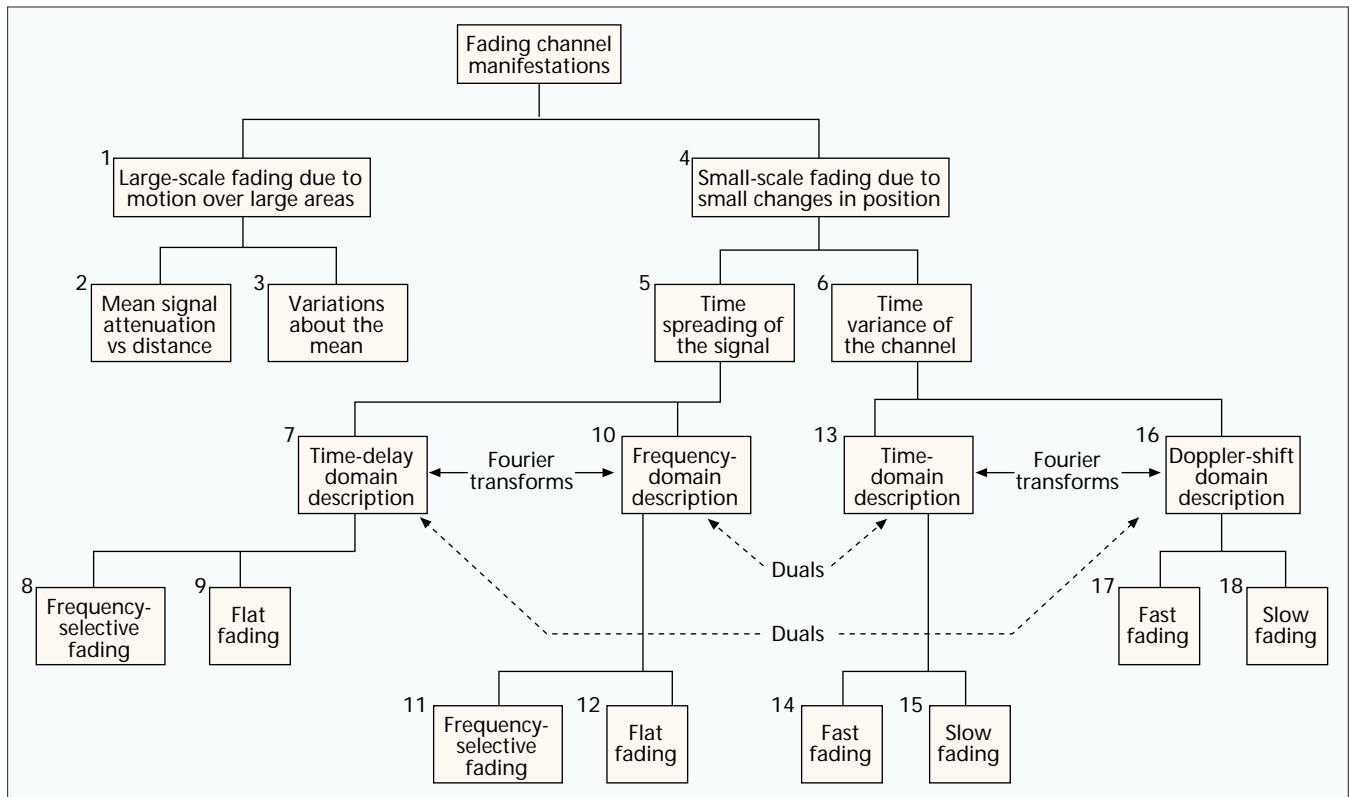 Fading channel
manifestations
1
Large-scale fading due to
motion over large areas
4
Small-scale fading due to
small changes in position
2
Mean signal
attenuation
vs distance
3
Variations
about the
mean
5
Time
spreading of
the signal
6
Time
variance of
the channel
7
Time-delay
domain
description
Fourier
transforms
10
Frequency-
domain
description
13
Time-
domain
description
Fourier
transforms
16
Doppler-shift
domain
description
Duals
8
Frequency-
selective
fading
9
Flat
fading
17
Fast
fading
18
Slow
fading
Duals
11
Frequency-
selective
fading
12
Flat
fading
14
Fast
fading
15
Slow
fading